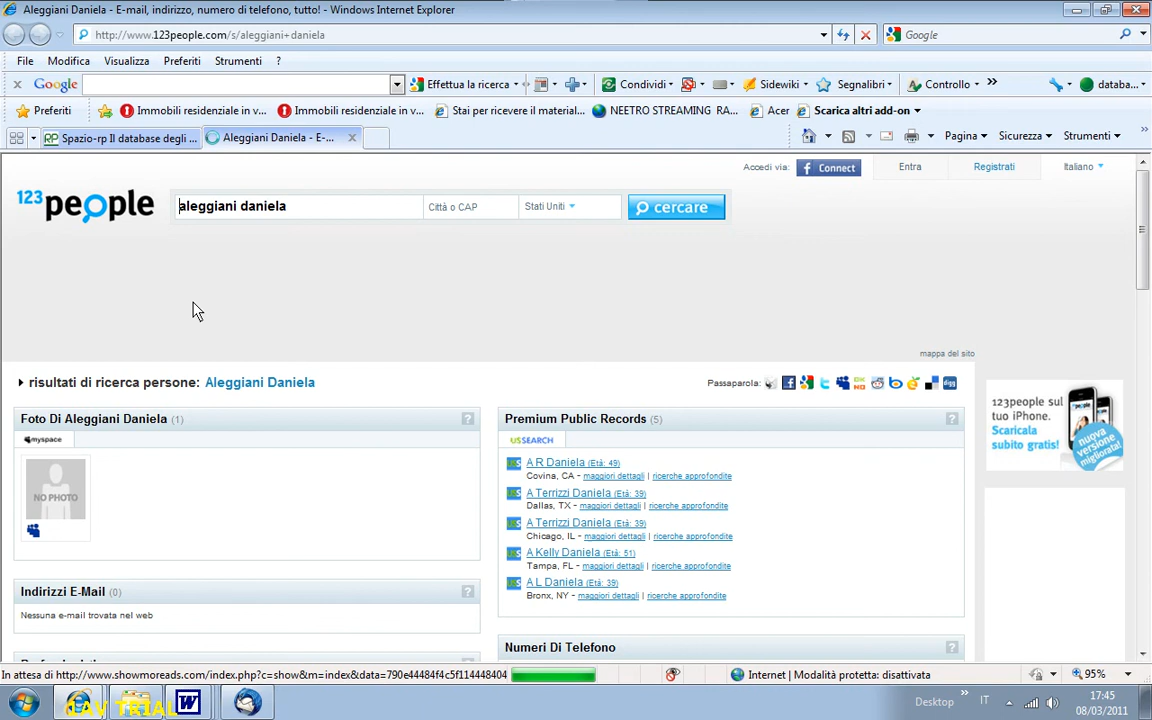 Aleggiani Daniela - E-mail, indirizzo, numero di telefono, tutto! - Windows Internet Explorer
http://www.123people.com/s/aleggiani+daniela
Google
File Modifica Visualizza Preferiti Strumenti ?
Google Effettua la ricerca Condividi Sidewiki Segnalibri Controllo databa...
Preferiti Immobili residenziale in v... Immobili residenziale in v... Stai per ricevere il material... NEETRO STREAMING RA... Acer Scarica altri add-on
Spazio-rp Il database degli ... Aleggiani Daniela - E-... Pagina Sicurezza Strumenti
Accedi via: Connect Entra Registrati Italiano
123people aleggiani daniela Città o CAP Stati Uniti cercare
mappa del sito
risultati di ricerca persone: Aleggiani Daniela
Passaparola:
123people sul
tuo iPhone.
Scaricala
subito gratis!
nuova
versione
migliorata!
Foto Di Aleggiani Daniela (1)
myspace
NO PHOTO
Premium Public Records (5)
US SEARCH
A R Daniela (Età: 49)
Covina, CA - maggiori dettagli | ricerche approfondite
A Terrizzi Daniela (Età: 39)
Dallas, TX - maggiori dettagli | ricerche approfondite
A Terrizzi Daniela (Età: 39)
Chicago, IL - maggiori dettagli | ricerche approfondite
A Kelly Daniela (Età: 51)
Tampa, FL - maggiori dettagli | ricerche approfondite
A L Daniela (Età: 39)
Bronx, NY - maggiori dettagli | ricerche approfondite
Indirizzi E-Mail (0)
Nessuna e-mail trovata nel web
Numeri Di Telefono
In attesa di http://www.showmoreads.com/index.php?c=show&m=index&data=790e44484f4c5f114448504
Internet | Modalità protetta: disattivata
95%
Desktop IT 17:45
08/03/2011